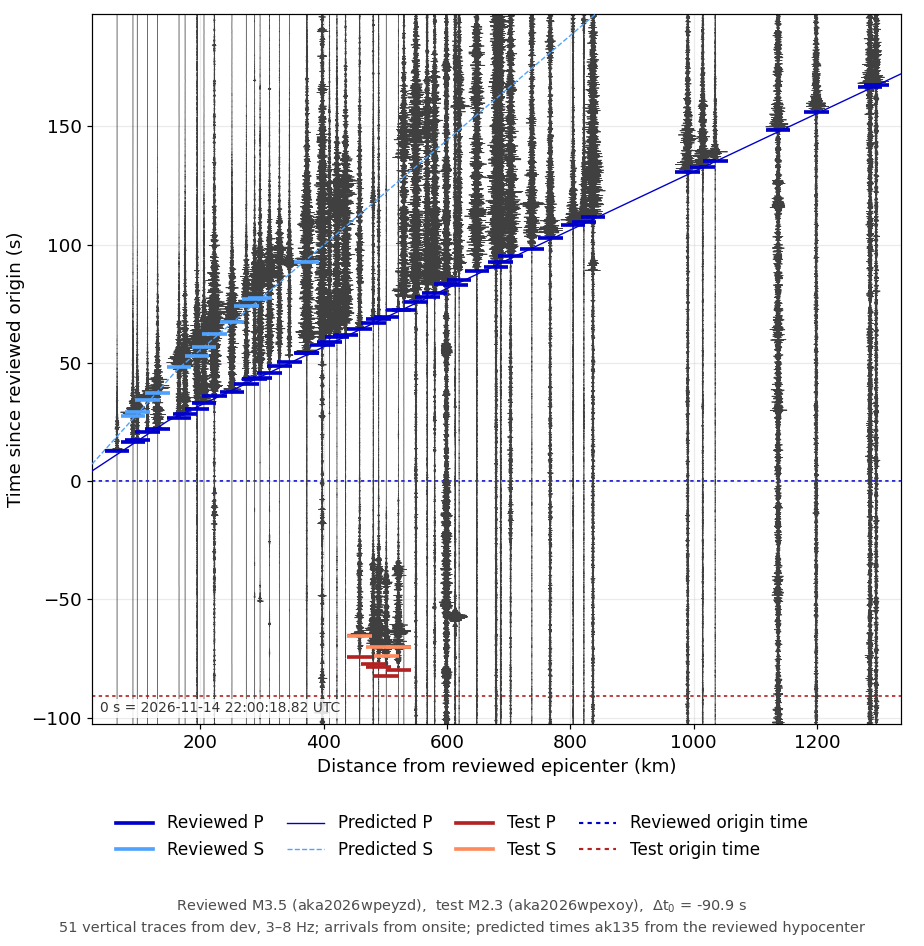 Time since reviewed origin (s)
150
100
50
0
−50
−100
0 s = 2026-11-14 22:00:18.82 UTC
200 400 600 800 1000 1200
Distance from reviewed epicenter (km)
Reviewed P Predicted P Test P Reviewed origin time
Reviewed S Predicted S Test S Test origin time
Reviewed M3.5 (aka2026wpeyzd), test M2.3 (aka2026wpexoy), Δt₀ = -90.9 s
51 vertical traces from dev, 3–8 Hz; arrivals from onsite; predicted times ak135 from the reviewed hypocenter